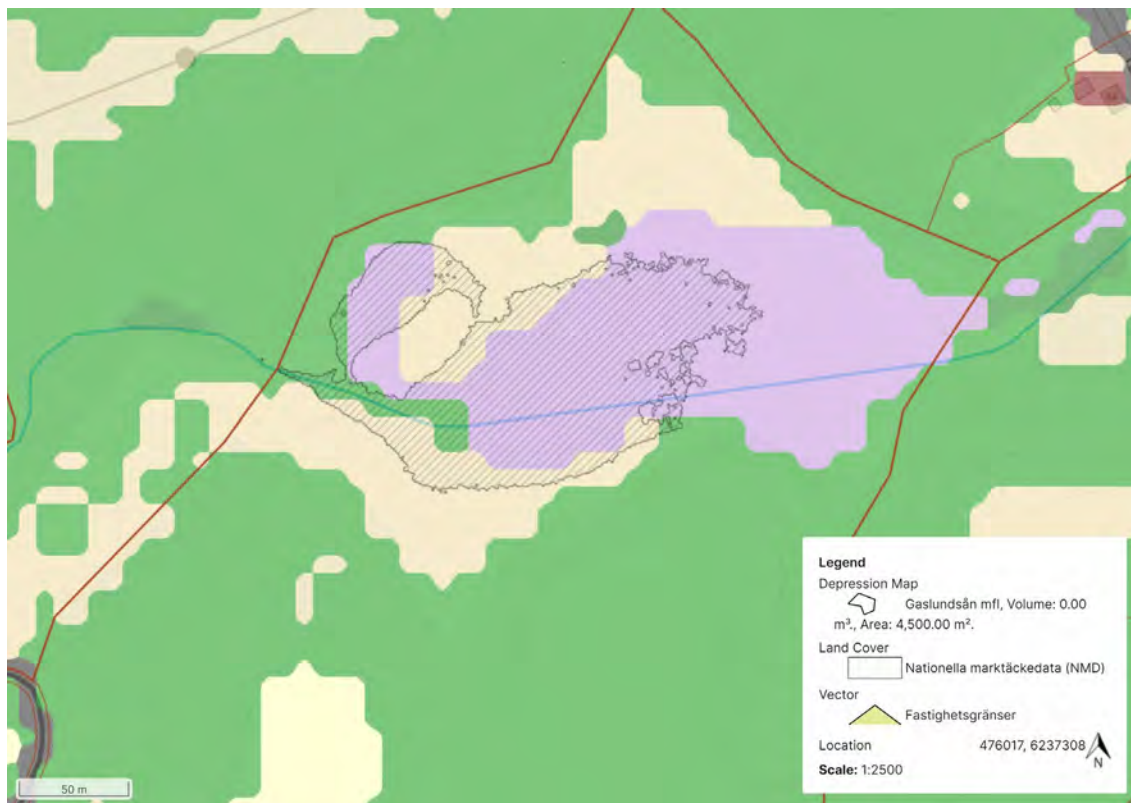 50 m
Legend
Depression Map
Gaslundsån mfl, Volume: 0.00
m³., Area: 4,500.00 m².
Land Cover
Nationella marktäckedata (NMD)
Vector
Fastighetsgränser
Location 476017, 6237308
Scale: 1:2500
N